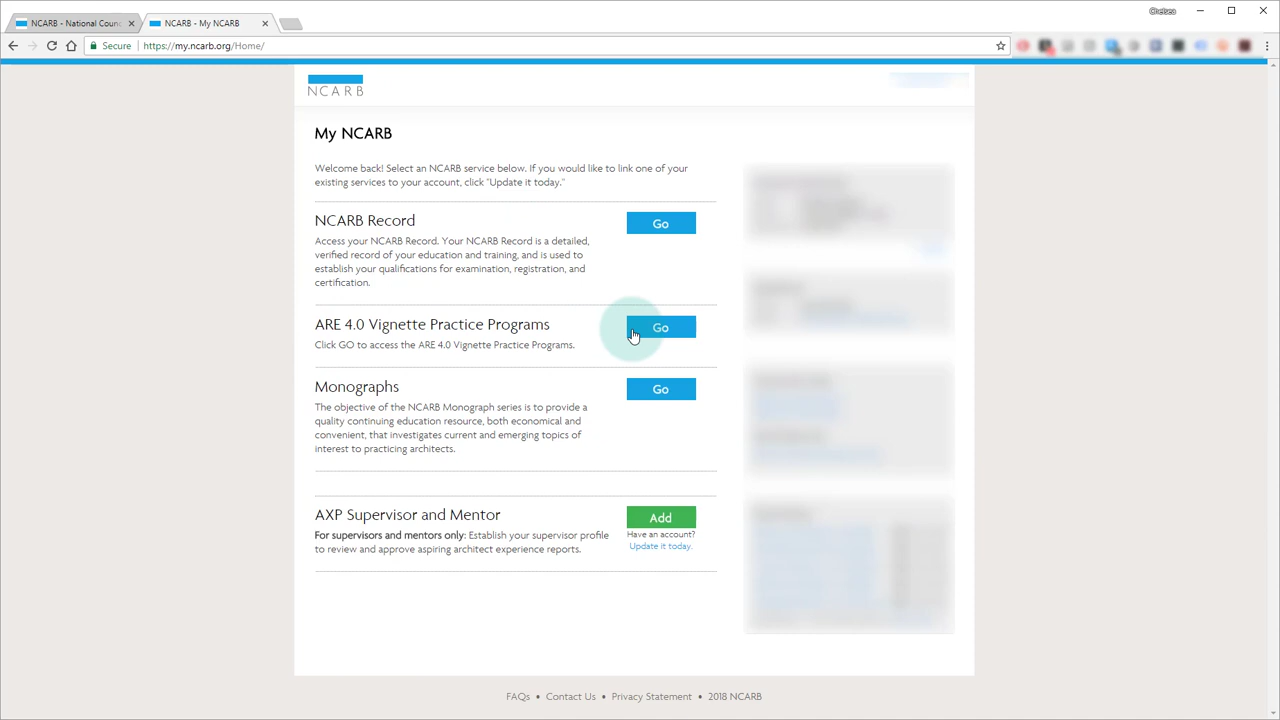 Chelsea
NCARB - National Counc
NCARB - My NCARB
Secure
https://my.ncarb.org/Home/
NCARB
My NCARB
Welcome back! Select an NCARB service below. If you would like to link one of your
existing services to your account, click "Update it today."
NCARB Record
Go
Access your NCARB Record. Your NCARB Record is a detailed,
verified record of your education and training, and is used to
establish your qualifications for examination, registration, and
certification.
ARE 4.0 Vignette Practice Programs
Go
Click GO to access the ARE 4.0 Vignette Practice Programs.
Monographs
Go
The objective of the NCARB Monograph series is to provide a
quality continuing education resource, both economical and
convenient, that investigates current and emerging topics of
interest to practicing architects.
AXP Supervisor and Mentor
Add
For supervisors and mentors only: Establish your supervisor profile
to review and approve aspiring architect experience reports.
Have an account?
Update it today.
FAQs • Contact Us • Privacy Statement • 2018 NCARB